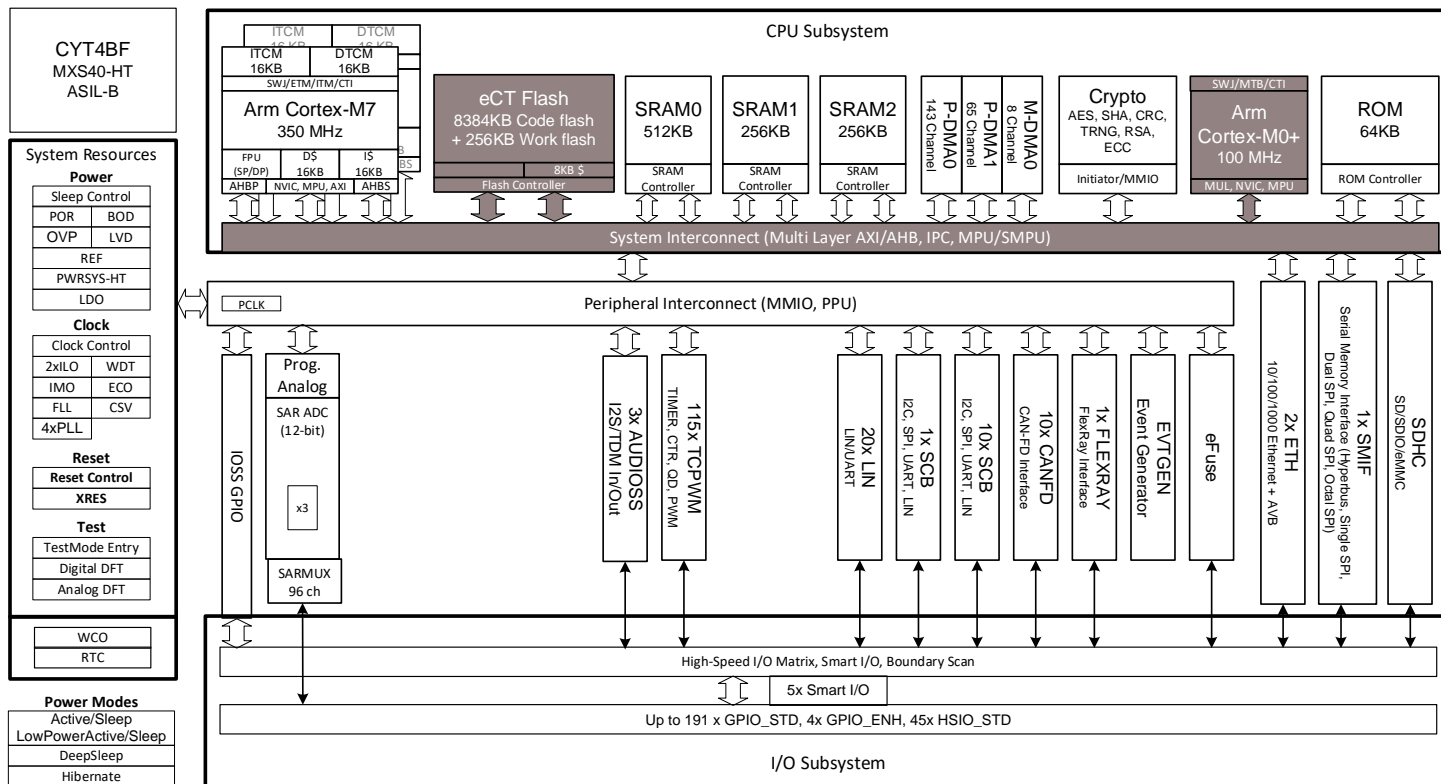 CYT4BF
MXS40-HT
ASIL-B
System Resources
Power
Sleep Control
POR
BOD
OVP
LVD
REF
PWRSYS-HT
LDO
Clock
Clock Control
2xILO
WDT
IMO
ECO
FLL
CSV
4xPLL
Reset
Reset Control
XRES
Test
TestMode Entry
Digital DFT
Analog DFT
WCO
RTC
Power Modes
Active/Sleep
LowPowerActive/Sleep
DeepSleep
Hibernate
CPU Subsystem
ITCM
16 KB
DTCM
16 KB
ITCM
16KB
DTCM
16KB
SWJ/ETM/ITM/CTI
Arm Cortex-M7
350 MHz
FPU
(SP/DP)
D$
16KB
I$
16KB
AHBP
NVIC, MPU, AXI
AHBS
eCT Flash
8384KB Code flash
+ 256KB Work flash
8KB $
Flash Controller
SRAM0
512KB
SRAM
Controller
SRAM1
256KB
SRAM
Controller
SRAM2
256KB
SRAM
Controller
P-DMA0
143 Channel
P-DMA1
65 Channel
M-DMA0
8 Channel
Crypto
AES, SHA, CRC,
TRNG, RSA,
ECC
Initiator/MMIO
SWJ/MTB/CTI
Arm
Cortex-M0+
100 MHz
MUL, NVIC, MPU
ROM
64KB
ROM Controller
System Interconnect (Multi Layer AXI/AHB, IPC, MPU/SMPU)
PCLK
Peripheral Interconnect (MMIO, PPU)
IOSS GPIO
Prog.
Analog
SAR ADC
(12-bit)
x3
SARMUX
96 ch
3x AUDIOSS
I2S/TDM In/Out
115x TCPWM
TIMER, CTR, QD, PWM
20x LIN
LIN/UART
1x SCB
I2C, SPI, UART, LIN
10x SCB
I2C, SPI, UART, LIN
10x CANFD
CAN-FD Interface
1x FLEXRAY
FlexRay Interface
EVTGEN
Event Generator
eFuse
2x ETH
10/100/1000 Ethernet + AVB
1x SMIF
Serial Memory Interface (Hyperbus, Single SPI,
Dual SPI, Quad SPI, Octal SPI)
SDHC
SD/SDIO/eMMC
High-Speed I/O Matrix, Smart I/O, Boundary Scan
5x Smart I/O
Up to 191 x GPIO_STD, 4x GPIO_ENH, 45x HSIO_STD
I/O Subsystem